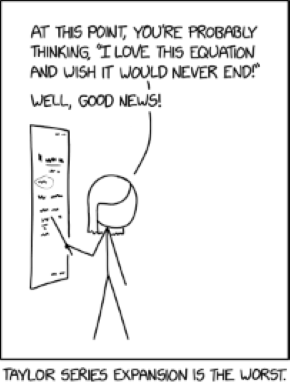 AT THIS POINT, YOU'RE PROBABLY
THINKING, "I LOVE THIS EQUATION
AND WISH IT WOULD NEVER END!"
WELL, GOOD NEWS!
TAYLOR SERIES EXPANSION IS THE WORST.